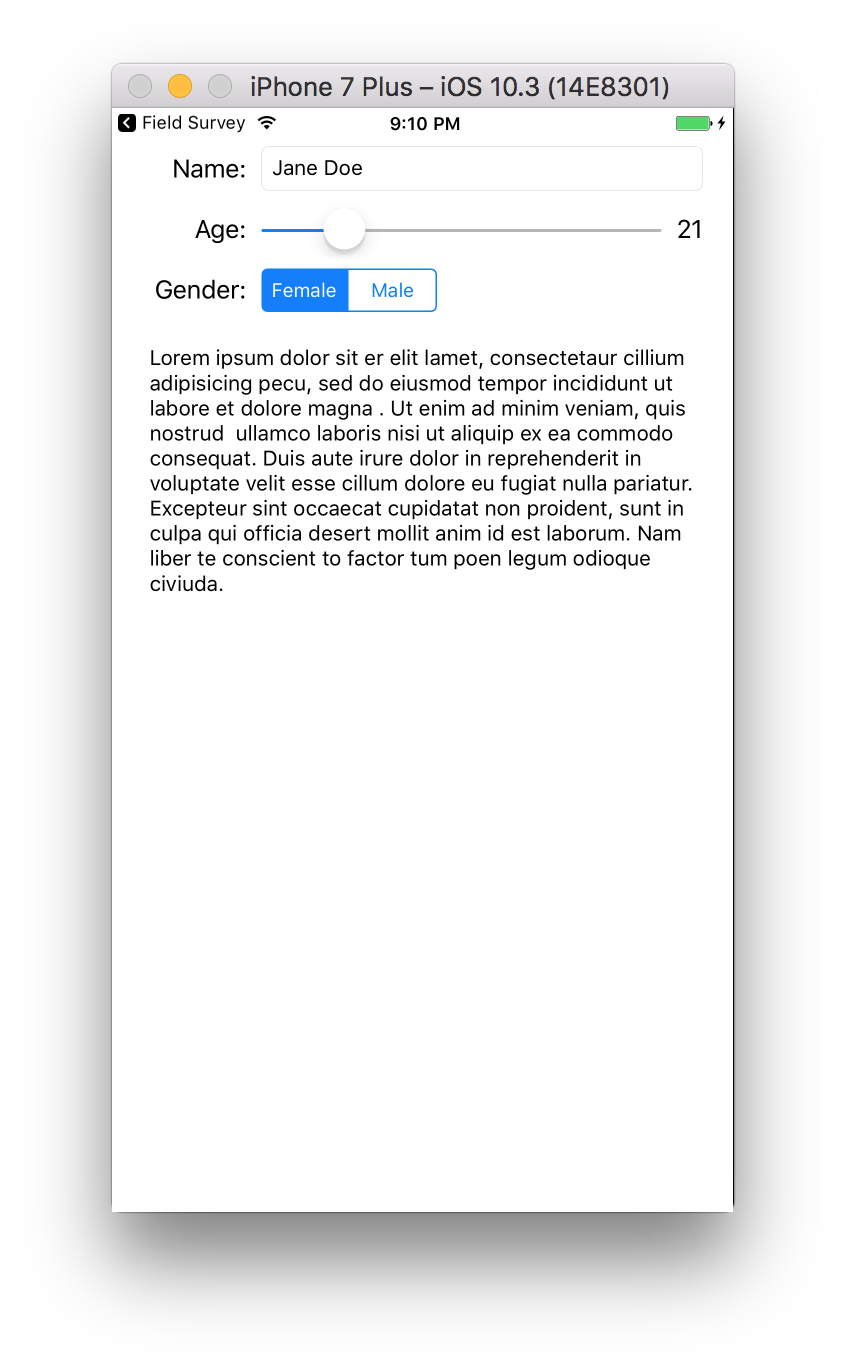 iPhone 7 Plus – iOS 10.3 (14E8301)
Field Survey 9:10 PM
Name: Jane Doe
Age: 21
Gender: Female Male
Lorem ipsum dolor sit er elit lamet, consectetaur cillium
adipisicing pecu, sed do eiusmod tempor incididunt ut
labore et dolore magna . Ut enim ad minim veniam, quis
nostrud  ullamco laboris nisi ut aliquip ex ea commodo
consequat. Duis aute irure dolor in reprehenderit in
voluptate velit esse cillum dolore eu fugiat nulla pariatur.
Excepteur sint occaecat cupidatat non proident, sunt in
culpa qui officia desert mollit anim id est laborum. Nam
liber te conscient to factor tum poen legum odioque
civiuda.